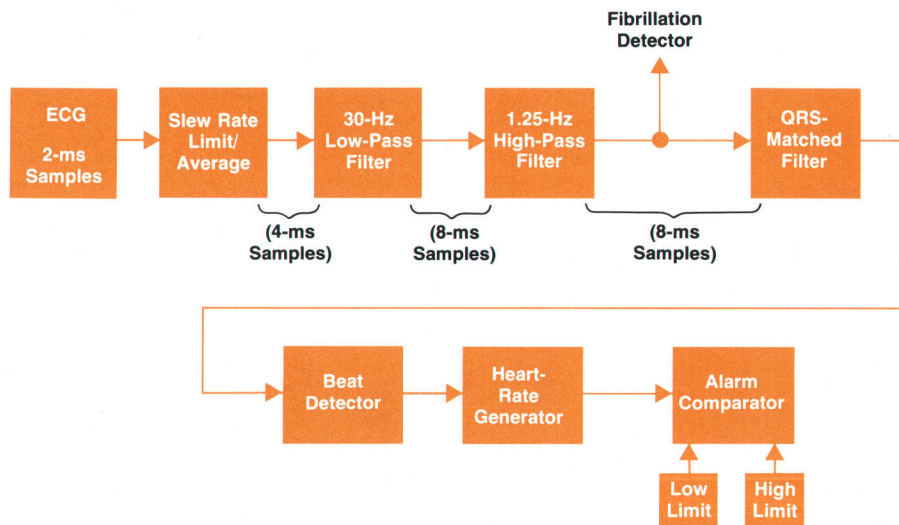 Fibrillation
Detector
ECG
2-ms
Samples
Slew Rate
Limit/
Average
30-Hz
Low-Pass
Filter
1.25-Hz
High-Pass
Filter
QRS-
Matched
Filter
(4-ms
Samples)
(8-ms
Samples)
(8-ms
Samples)
Beat
Detector
Heart-
Rate
Generator
Alarm
Comparator
Low
Limit
High
Limit